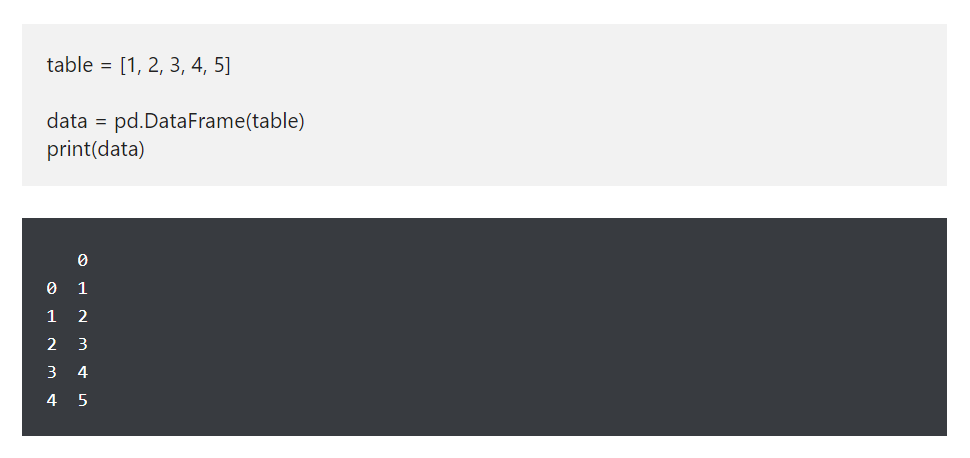 table = [1, 2, 3, 4, 5]
data = pd.DataFrame(table)
print(data)
0
0 1
1 2
2 3
3 4
4 5